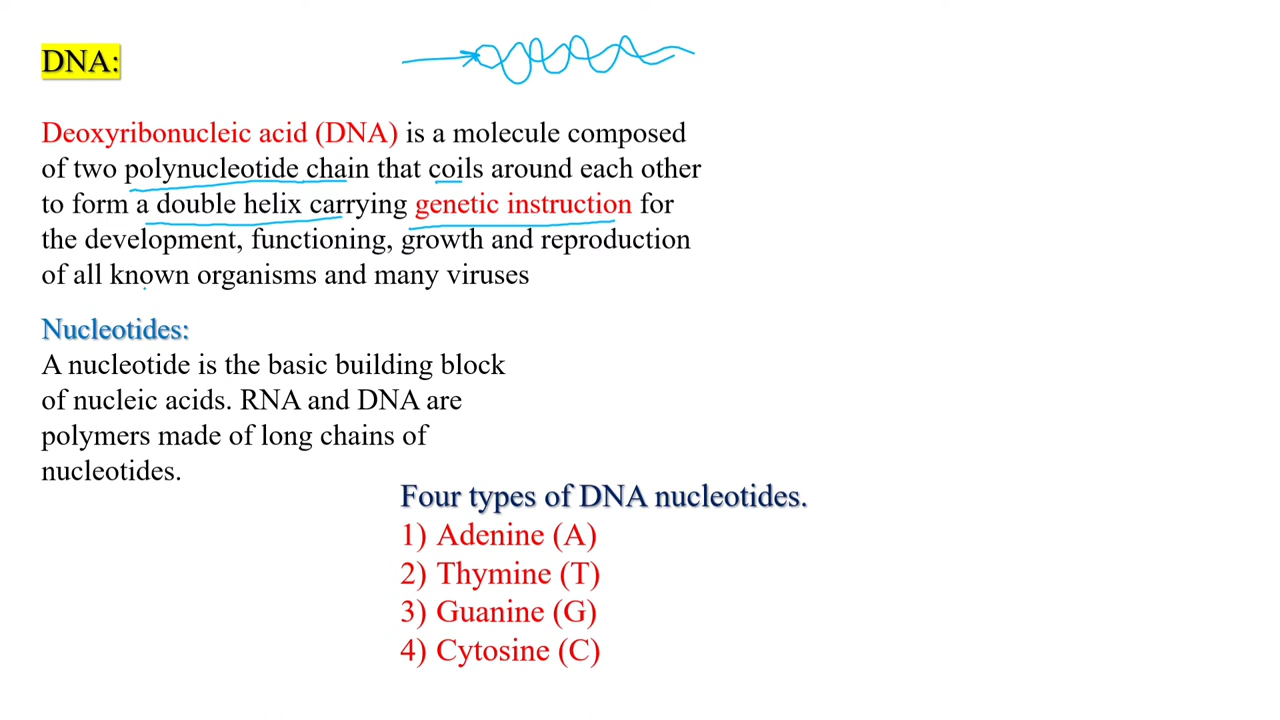 DNA:
Deoxyribonucleic acid (DNA) is a molecule composed
of two polynucleotide chain that coils around each other
to form a double helix carrying genetic instruction for
the development, functioning, growth and reproduction
of all known organisms and many viruses
Nucleotides:
A nucleotide is the basic building block
of nucleic acids. RNA and DNA are
polymers made of long chains of
nucleotides.
Four types of DNA nucleotides.
1) Adenine (A)
2) Thymine (T)
3) Guanine (G)
4) Cytosine (C)